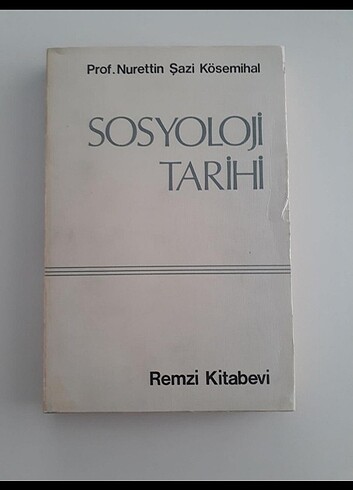 Prof. Nurettin Şazi Kösemihal
SOSYOLOJİ
TARİHİ
Remzi Kitabevi